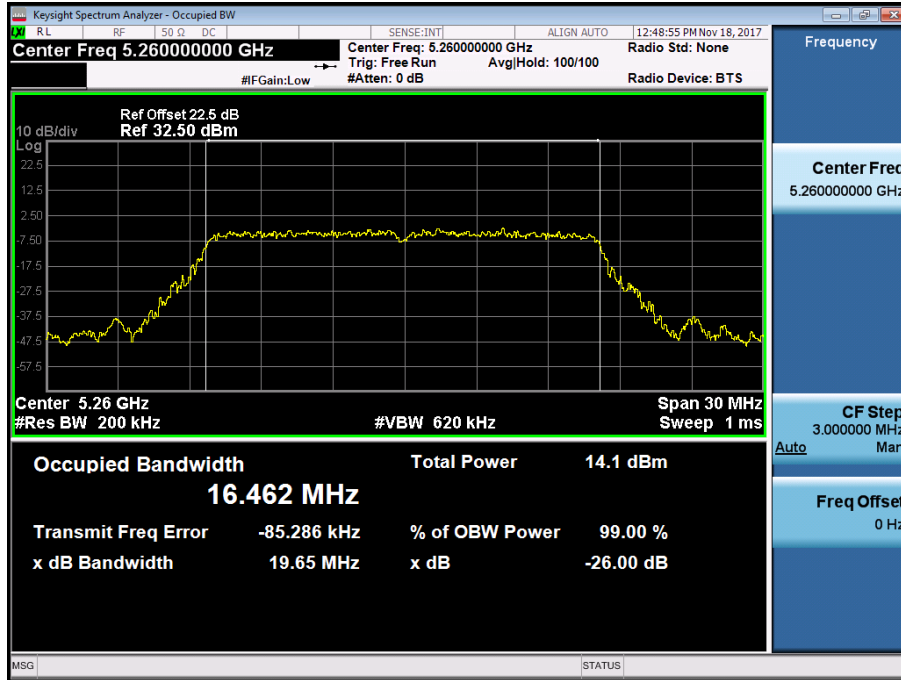 Keysight Spectrum Analyzer - Occupied BW
LXI RL RF 50 Ω DC SENSE:INT ALIGN AUTO 12:48:55 PM Nov 18, 2017
Center Freq 5.260000000 GHz
Center Freq: 5.260000000 GHz Radio Std: None
Trig: Free Run Avg|Hold: 100/100
#IFGain:Low #Atten: 0 dB Radio Device: BTS
Ref Offset 22.5 dB
10 dB/div Ref 32.50 dBm
Log
22.5
12.5
2.50
-7.50
-17.5
-27.5
-37.5
-47.5
-57.5
Center 5.26 GHz Span 30 MHz
#Res BW 200 kHz #VBW 620 kHz Sweep 1 ms
Occupied Bandwidth Total Power 14.1 dBm
16.462 MHz
Transmit Freq Error -85.286 kHz % of OBW Power 99.00 %
x dB Bandwidth 19.65 MHz x dB -26.00 dB
MSG STATUS
Frequency
Center Freq
5.260000000 GHz
CF Step
3.000000 MHz
Auto Man
Freq Offset
0 Hz